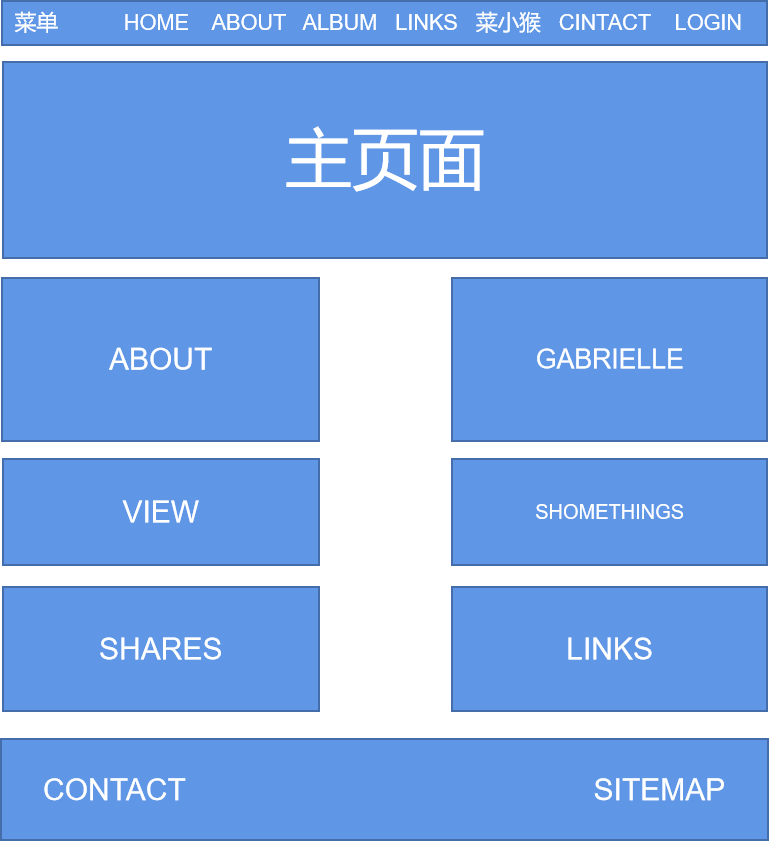 菜单 HOME ABOUT ALBUM LINKS 菜小猴 CINTACT LOGIN
主页面
ABOUT
GABRIELLE
VIEW
SHOMETHINGS
SHARES
LINKS
CONTACT
SITEMAP